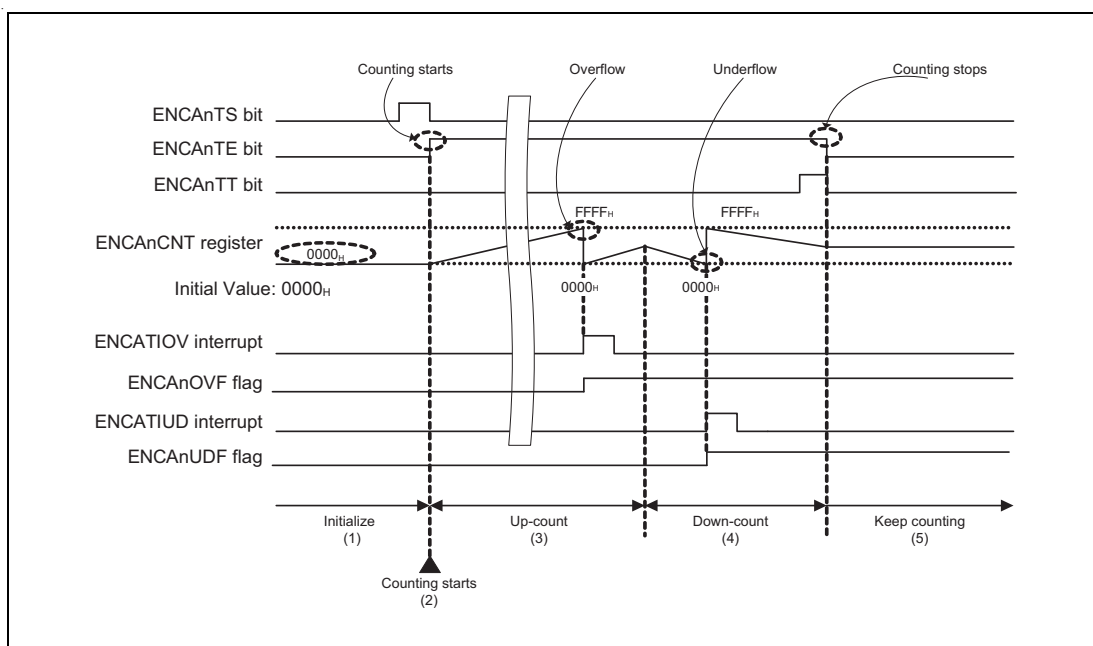 Counting starts Overflow Underflow Counting stops
ENCAnTS bit
ENCAnTE bit
ENCAnTT bit
FFFFH FFFFH
ENCAnCNT register
0000H
Initial Value: 0000H 0000H 0000H
ENCATIOV interrupt
ENCAnOVF flag
ENCATIUD interrupt
ENCAnUDF flag
Initialize Up-count Down-count Keep counting
(1) (3) (4) (5)
Counting starts
(2)